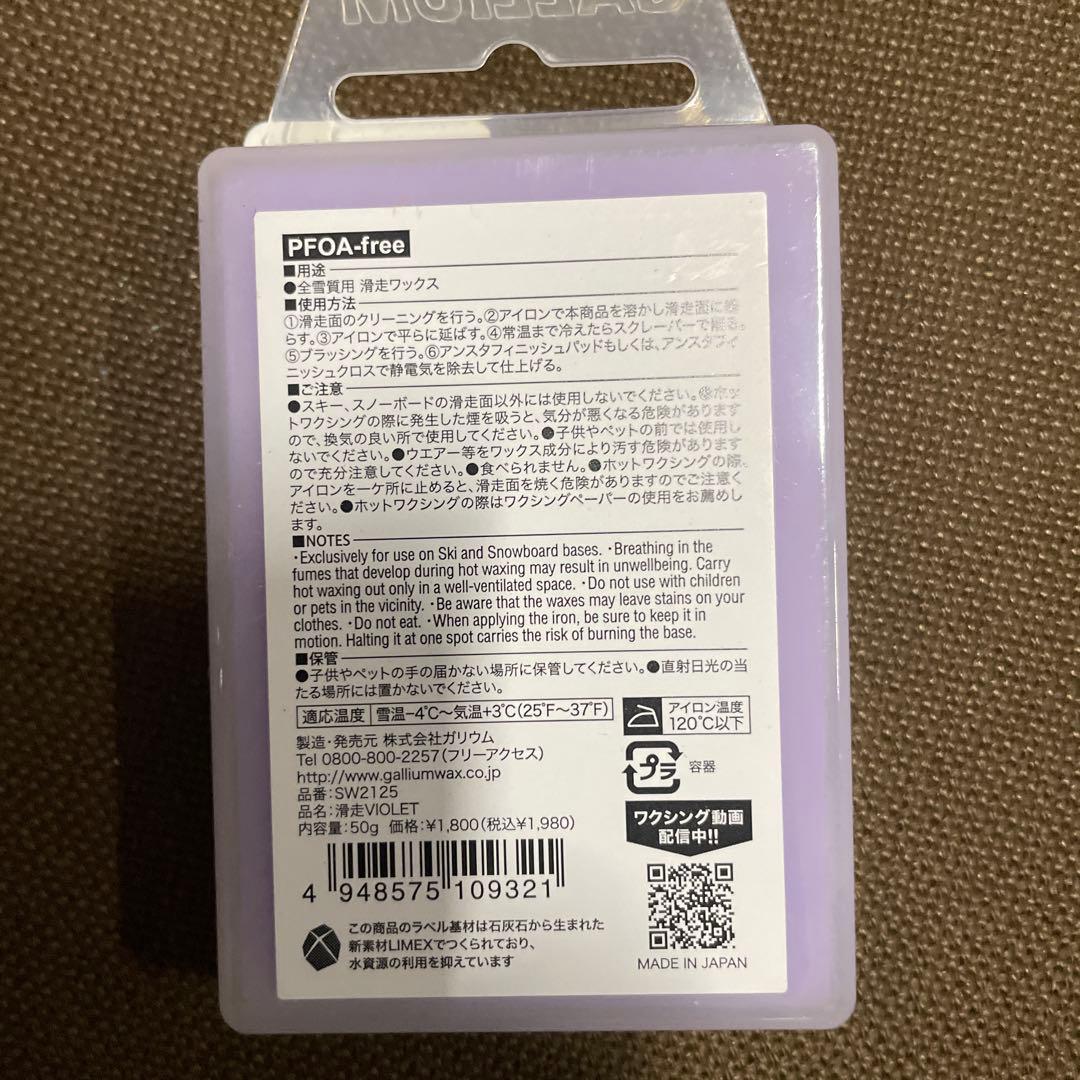 GALLIUM
PFOA-free
■用途
●全雪質用 滑走ワックス
■使用方法
①滑走面のクリーニングを行う。②アイロンで本商品を溶かし滑走面に
らす。③アイロンで平らに延ばす。④常温まで冷えたらスクレーパーで
⑤ブラッシングを行う。⑥アンスタフィニッシュパッドもしくは、アンスタフィ
ニッシュクロスで静電気を除去して仕上げる。
■ご注意
●スキー、スノーボードの滑走面以外には使用しないでください。●ホッ
トワクシングの際に発生した煙を吸うと、気分が悪くなる危険があります
ので、換気の良い所で使用してください。●子供やペットの前では使用し
ないでください。●ウエアー等をワックス成分により汚す危険があります
ので充分注意してください。●食べられません。●ホットワクシングの際、
アイロンを一ケ所に止めると、滑走面を焼く危険がありますのでご注意く
ださい。●ホットワクシングの際はワクシングペーパーの使用をお薦めし
ます。
■NOTES
・Exclusively for use on Ski and Snowboard bases. ・Breathing in the
fumes that develop during hot waxing may result in unwellbeing. Carry
hot waxing out only in a well-ventilated space. ・Do not use with children
or pets in the vicinity. ・Be aware that the waxes may leave stains on your
clothes. ・Do not eat. ・When applying the iron, be sure to keep it in
motion. Halting it at one spot carries the risk of burning the base.
■保管
●子供やペットの手の届かない場所に保管してください。●直射日光の当
たる場所には置かないでください。
適応温度 雪温−4℃〜気温+3℃(25°F〜37°F)
アイロン温度
120℃以下
製造・発売元 株式会社ガリウム
Tel 0800-800-2257(フリーアクセス)
http://www.galliumwax.co.jp
品番:SW2125
品名:滑走VIOLET
内容量:50g 価格:¥1,800(税込¥1,980)
プラ 容器
ワクシング動画
配信中!!
4 948575 109321
この商品のラベル基材は石灰石から生まれた
新素材LIMEXでつくられており、
水資源の利用を抑えています
MADE IN JAPAN